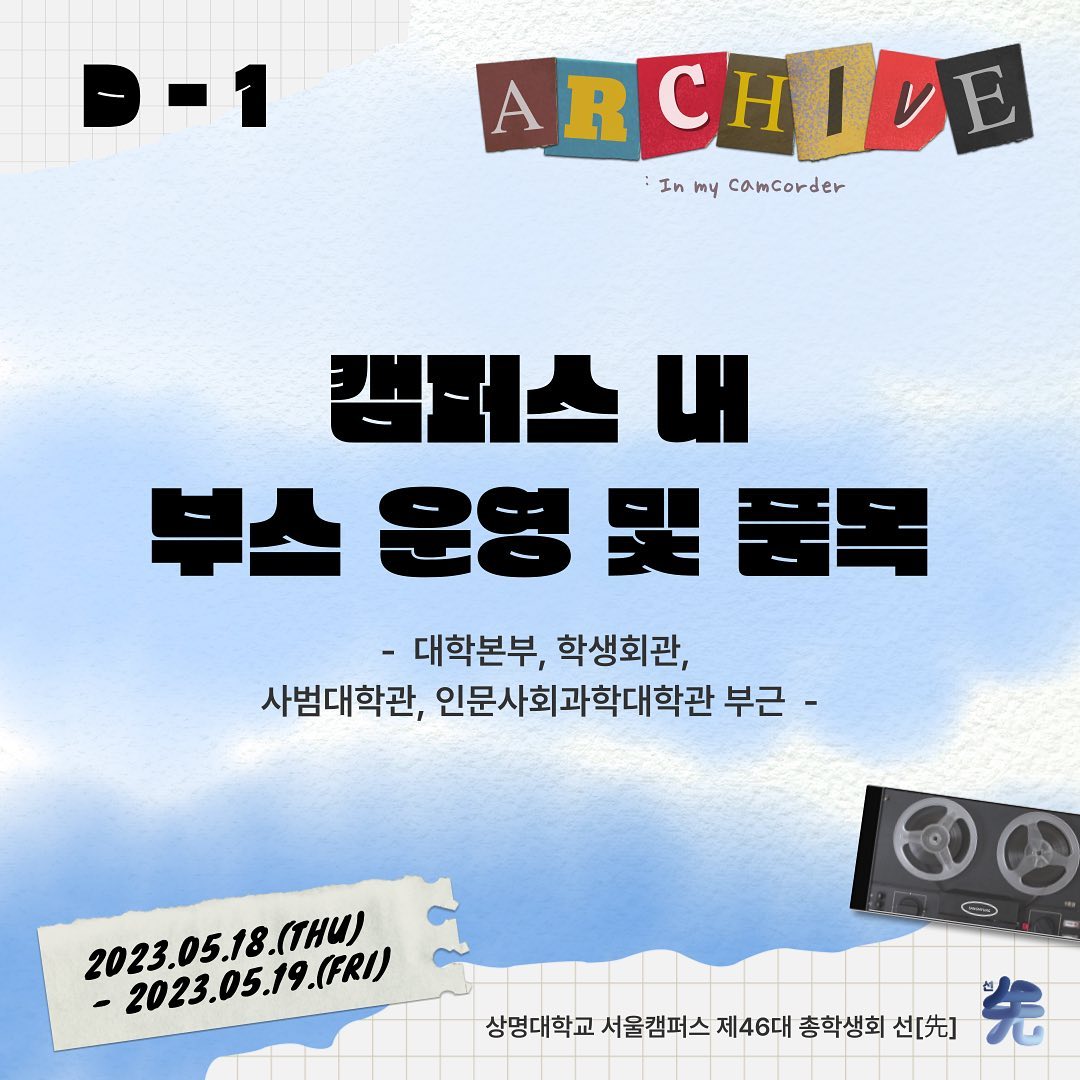 D-1
ARCHIVE
: In my camcorder
캠퍼스 내
부스 운영 및 품목
- 대학본부, 학생회관,
사범대학관, 인문사회과학대학관 부근 -
2023.05.18.(THU)
- 2023.05.19.(FRI)
상명대학교 서울캠퍼스 제46대 총학생회 선[先]
선
先